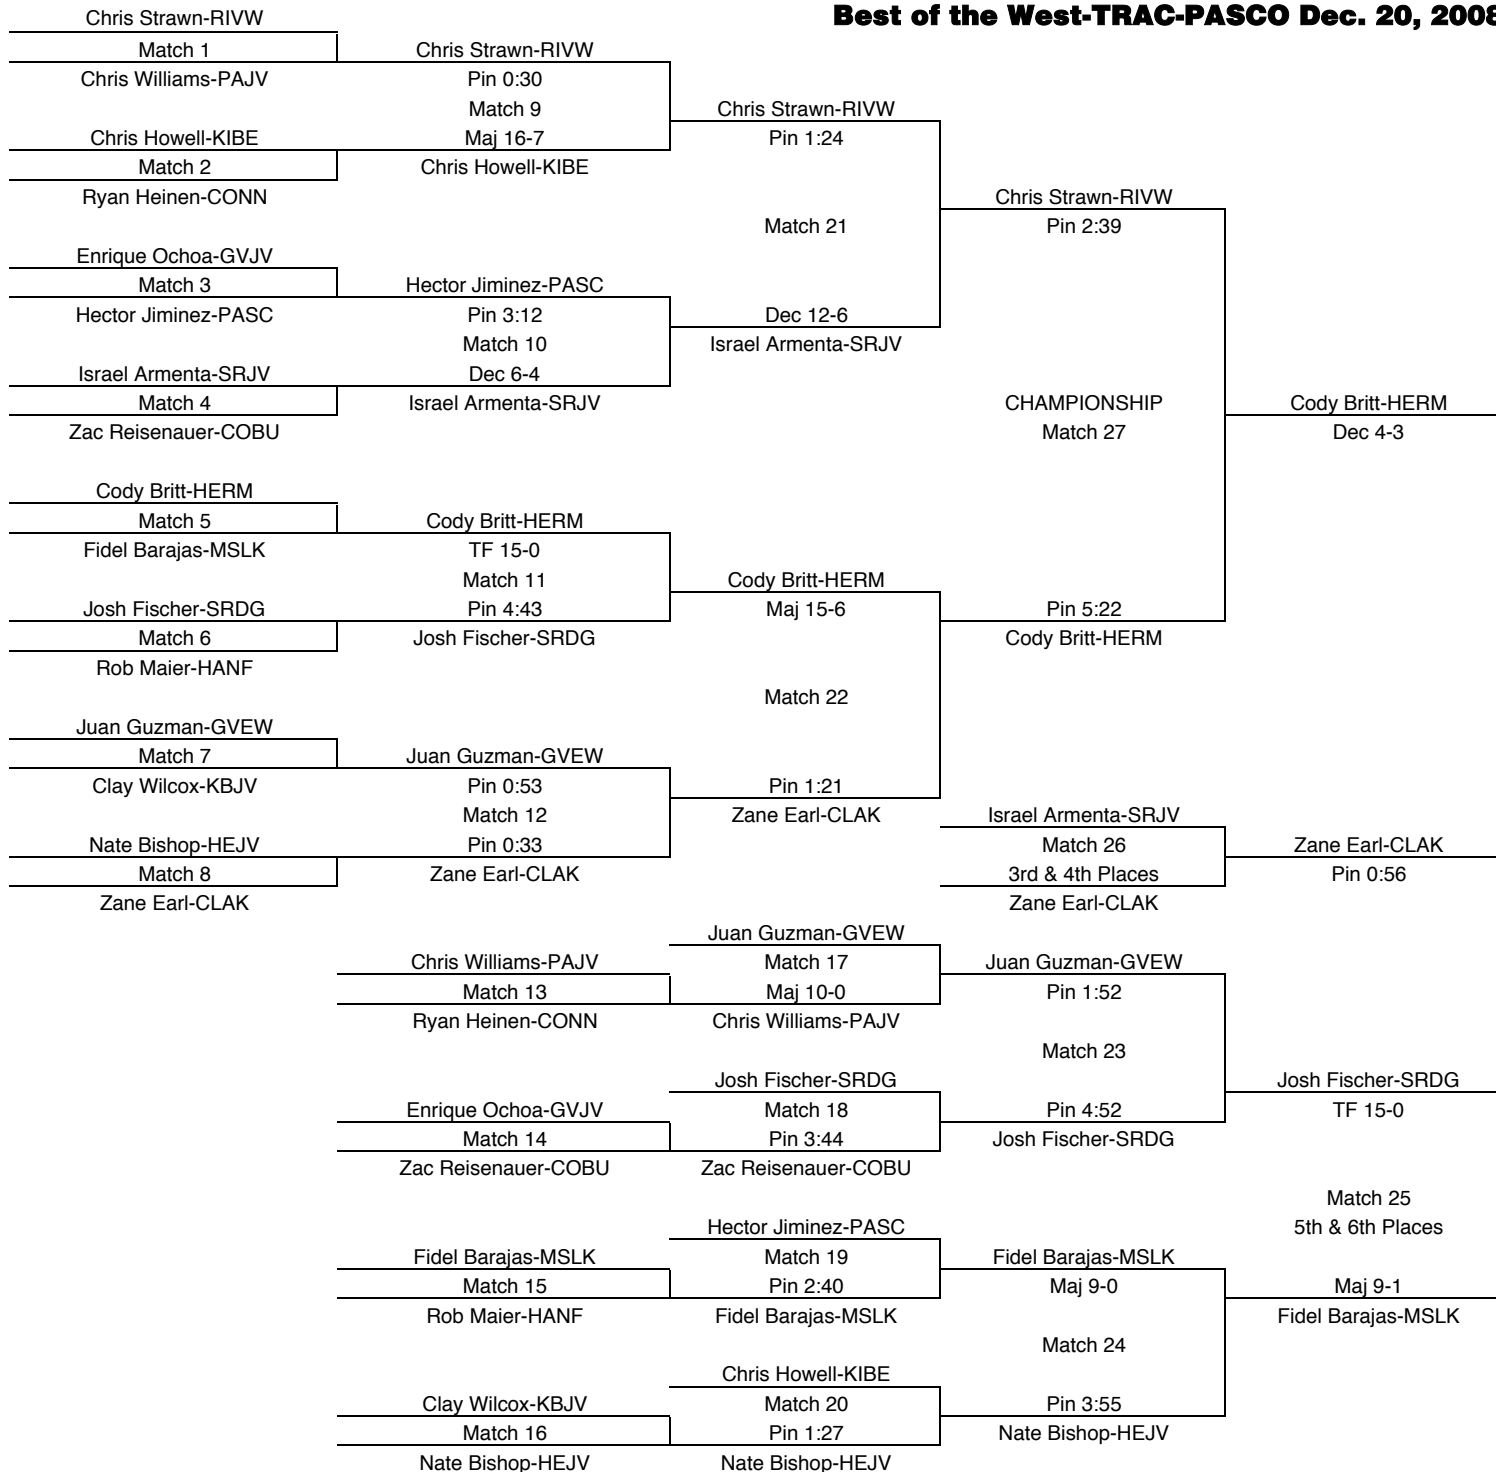 Best of the West-TRAC-PASCO Dec. 20, 2008
Chris Strawn-RIVW
Match 1
Chris Williams-PAJV
Chris Howell-KIBE
Match 2
Ryan Heinen-CONN
Enrique Ochoa-GVJV
Match 3
Hector Jiminez-PASC
Israel Armenta-SRJV
Match 4
Zac Reisenauer-COBU
Cody Britt-HERM
Match 5
Fidel Barajas-MSLK
Josh Fischer-SRDG
Match 6
Rob Maier-HANF
Juan Guzman-GVEW
Match 7
Clay Wilcox-KBJV
Nate Bishop-HEJV
Match 8
Zane Earl-CLAK
Chris Strawn-RIVW
Pin 0:30
Match 9
Maj 16-7
Chris Howell-KIBE
Hector Jiminez-PASC
Pin 3:12
Match 10
Dec 6-4
Israel Armenta-SRJV
Cody Britt-HERM
TF 15-0
Match 11
Pin 4:43
Josh Fischer-SRDG
Juan Guzman-GVEW
Pin 0:53
Match 12
Pin 0:33
Zane Earl-CLAK
Chris Strawn-RIVW
Pin 1:24
Match 21
Dec 12-6
Israel Armenta-SRJV
Cody Britt-HERM
Maj 15-6
Match 22
Pin 1:21
Zane Earl-CLAK
Chris Strawn-RIVW
Pin 2:39
CHAMPIONSHIP
Match 27
Pin 5:22
Cody Britt-HERM
Cody Britt-HERM
Dec 4-3
Israel Armenta-SRJV
Match 26
3rd & 4th Places
Zane Earl-CLAK
Zane Earl-CLAK
Pin 0:56
Chris Williams-PAJV
Match 13
Ryan Heinen-CONN
Enrique Ochoa-GVJV
Match 14
Zac Reisenauer-COBU
Fidel Barajas-MSLK
Match 15
Rob Maier-HANF
Clay Wilcox-KBJV
Match 16
Nate Bishop-HEJV
Juan Guzman-GVEW
Match 17
Maj 10-0
Chris Williams-PAJV
Josh Fischer-SRDG
Match 18
Pin 3:44
Zac Reisenauer-COBU
Hector Jiminez-PASC
Match 19
Pin 2:40
Fidel Barajas-MSLK
Chris Howell-KIBE
Match 20
Pin 1:27
Nate Bishop-HEJV
Juan Guzman-GVEW
Pin 1:52
Match 23
Pin 4:52
Josh Fischer-SRDG
Fidel Barajas-MSLK
Maj 9-0
Match 24
Pin 3:55
Nate Bishop-HEJV
Josh Fischer-SRDG
TF 15-0
Match 25
5th & 6th Places
Maj 9-1
Fidel Barajas-MSLK